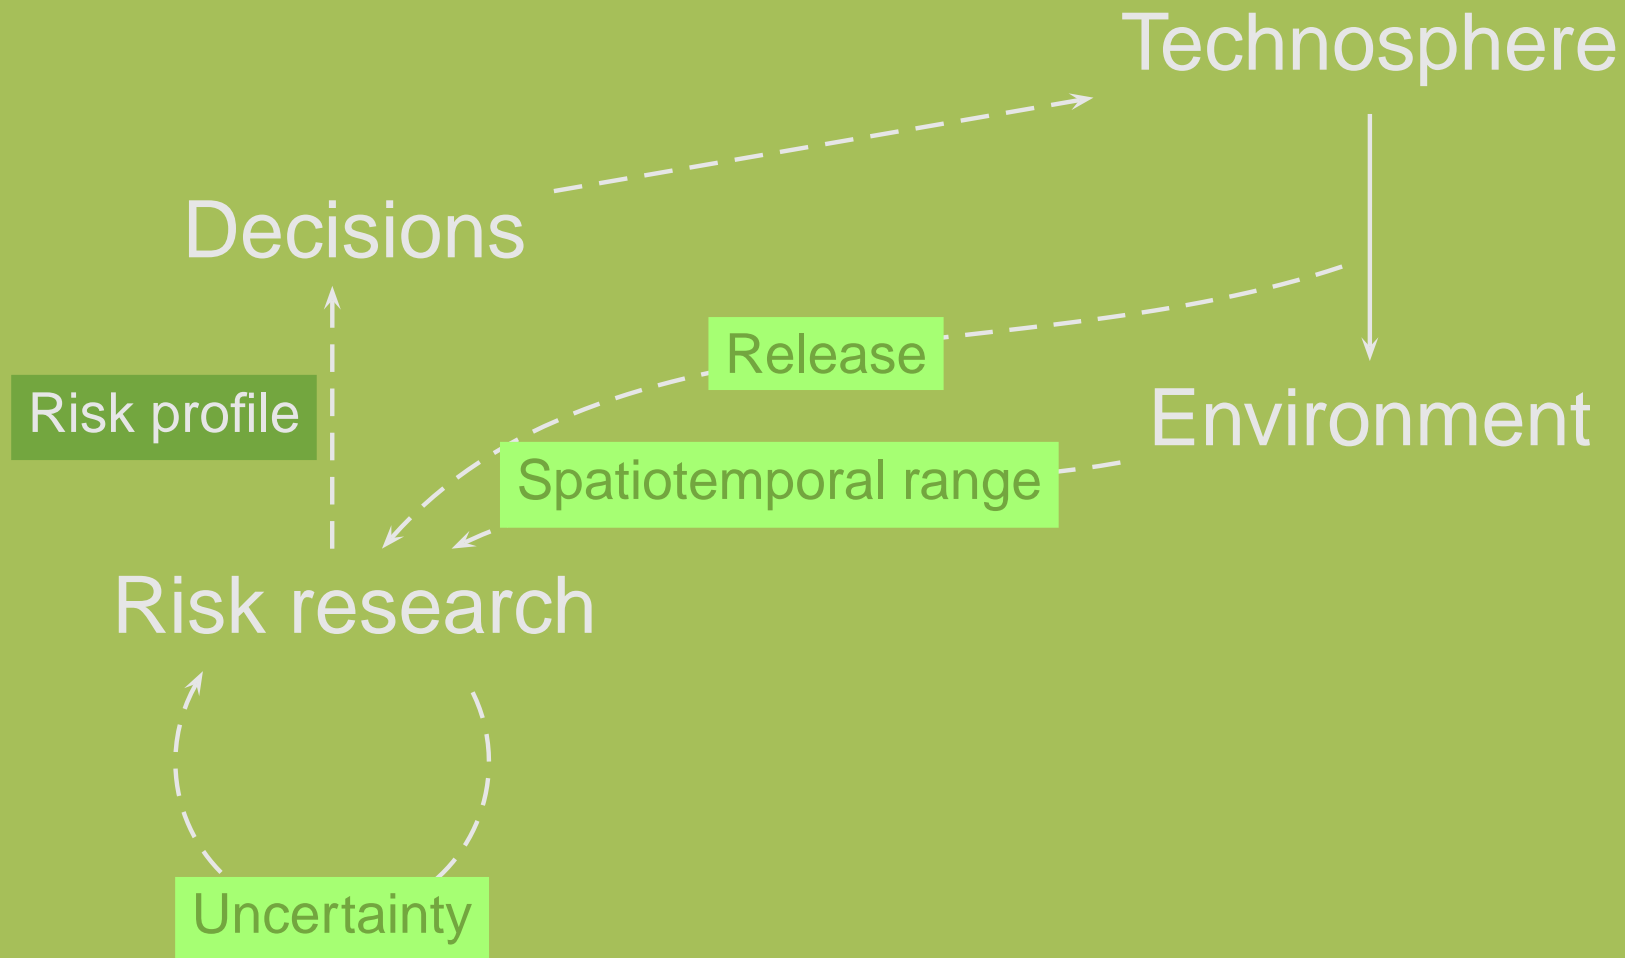 Technosphere
Decisions
Release
Risk profile
Environment
Spatiotemporal range
Risk research
Uncertainty